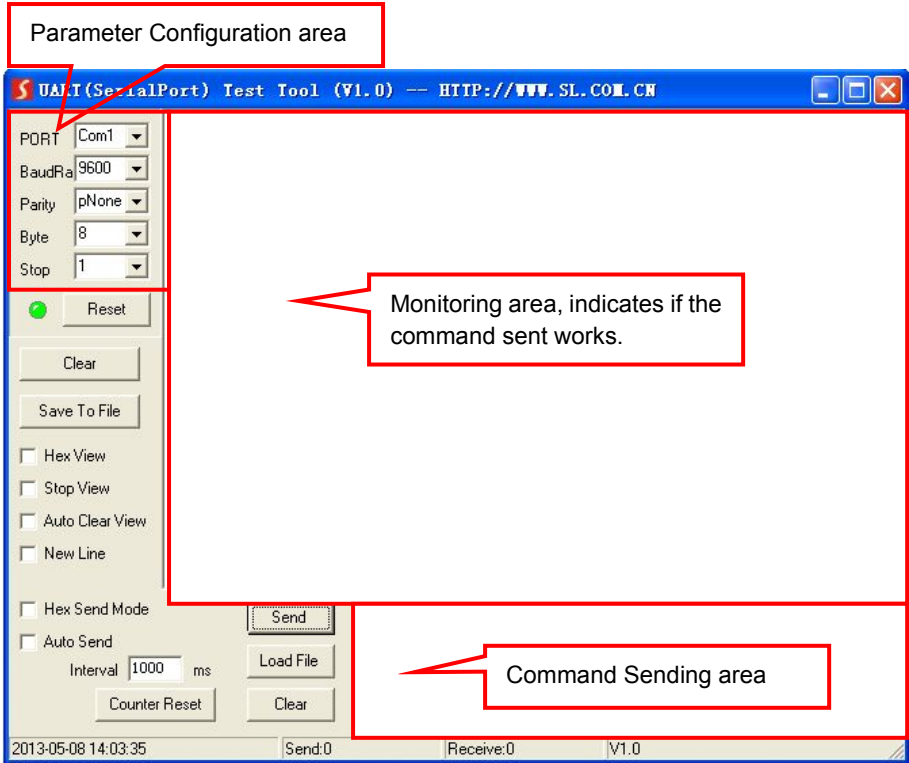 Parameter Configuration area
UART(SerialPort) Test Tool (V1.0) -- HTTP://WWW.SL.COM.CN
PORT Com1
BaudRa 9600
Parity pNone
Byte 8
Stop 1
Reset
Monitoring area, indicates if the
command sent works.
Clear
Save To File
Hex View
Stop View
Auto Clear View
New Line
Hex Send Mode
Send
Auto Send
Interval 1000 ms
Load File
Command Sending area
Counter Reset
Clear
2013-05-08 14:03:35 Send:0 Receive:0 V1.0